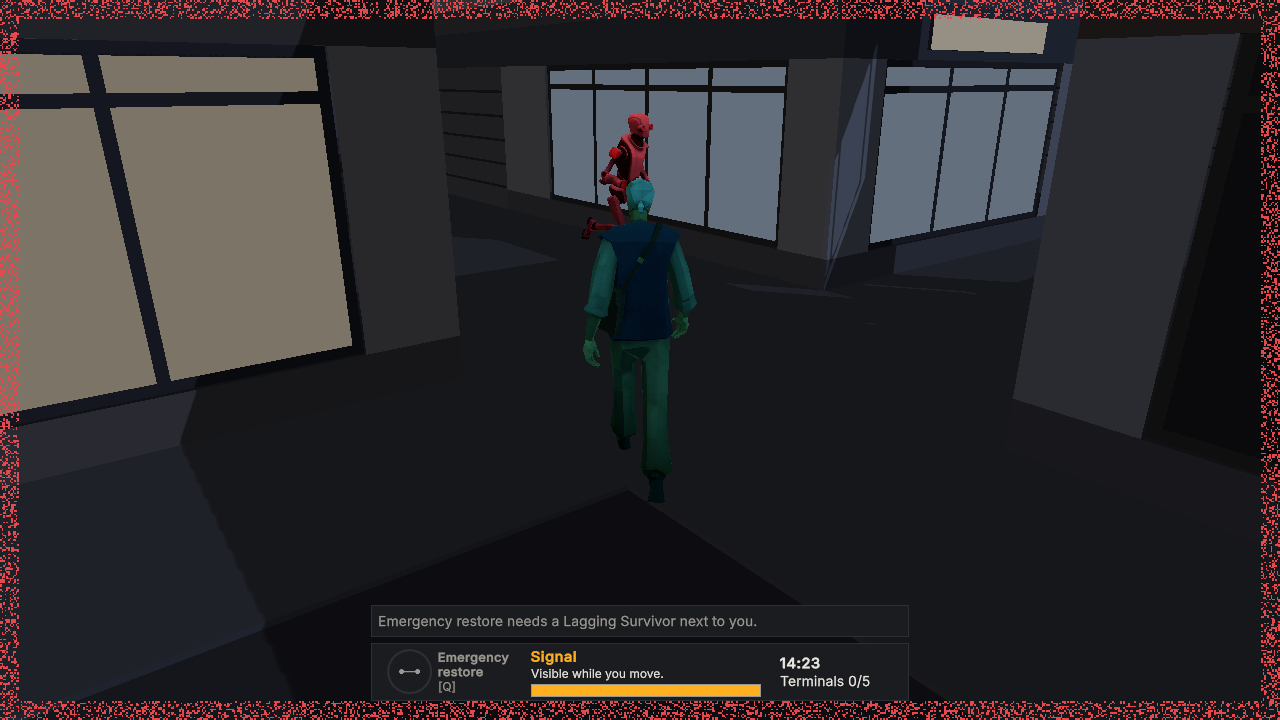 Emergency restore needs a Lagging Survivor next to you.
Emergency
restore
[Q]
Signal
Visible while you move.
14:23
Terminals 0/5